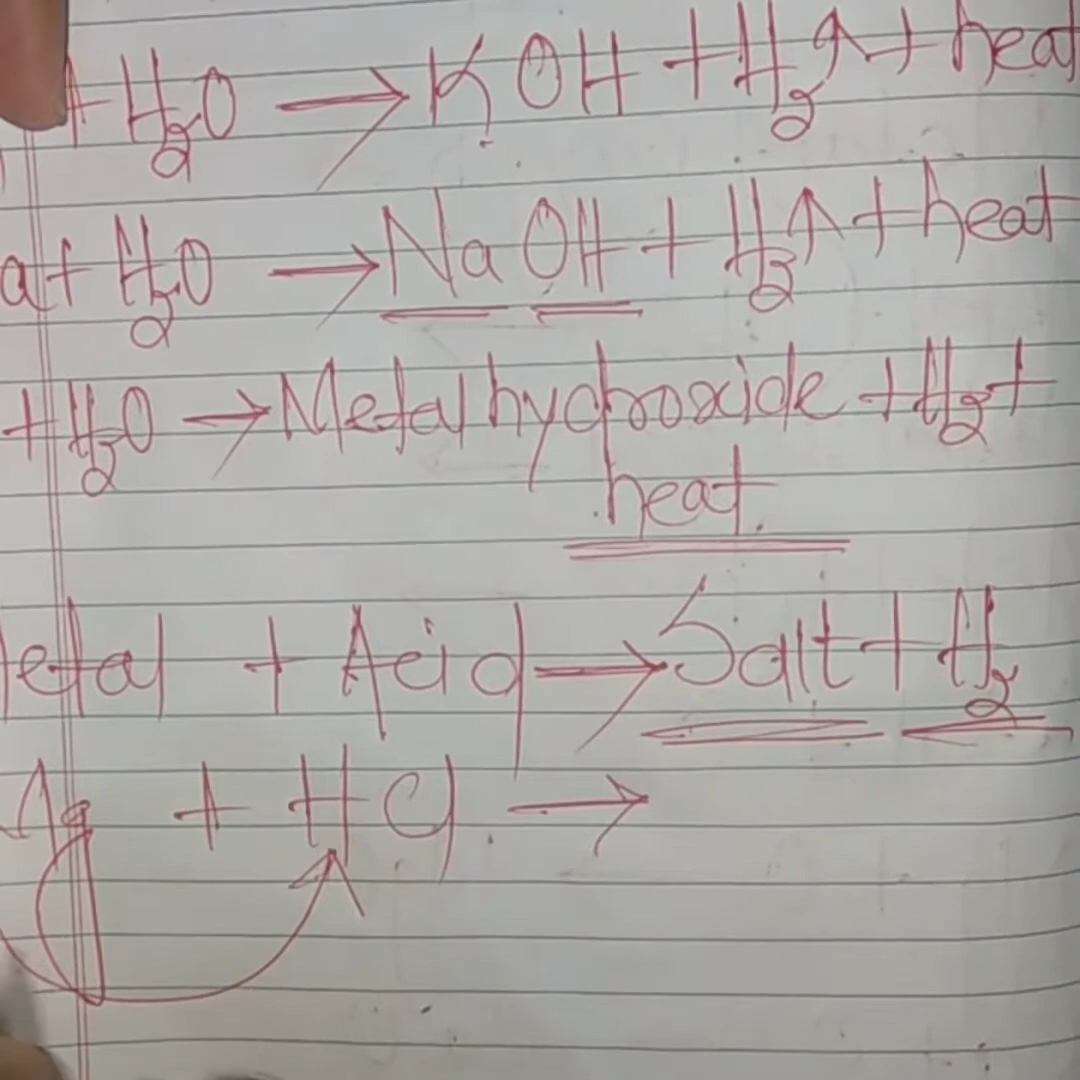 + H₂O → KOH + H₂↑ + heat
a + H₂O → NaOH + H₂↑ + heat
+ H₂O → Metal hydroxide + H₂ +
heat
etal + Acid → Salt + H₂
+ HCl →